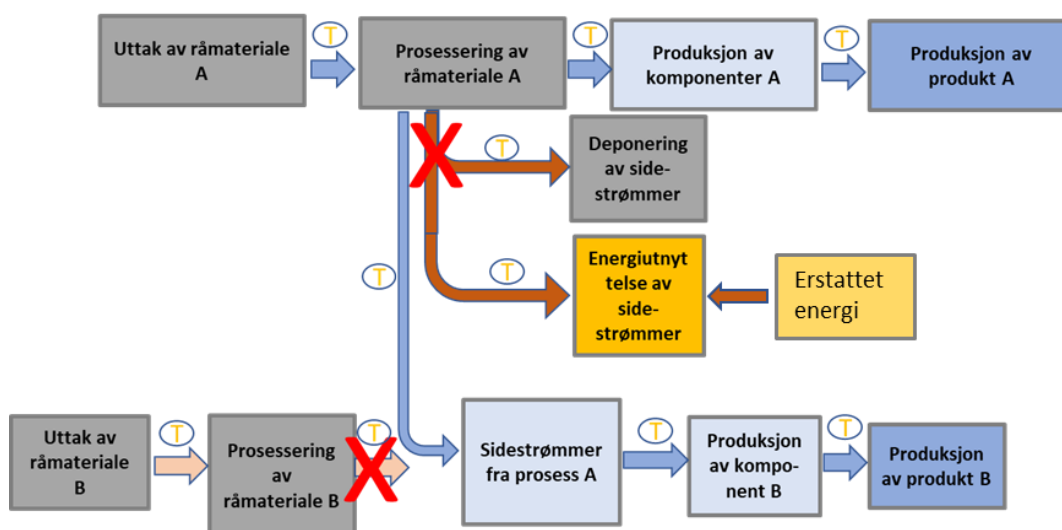 T
T
T
Uttak av råmateriale
A
Prosessering av
råmateriale A
Produksjon av
komponenter A
Produksjon av
produkt A
T
Deponering
av side-
strømmer
T
T
Energiutnyt
telse av
side-
strømmer
Erstattet
energi
T
T
T
T
Uttak av
råmateriale
B
Prosessering
av
råmateriale B
Sidestrømmer
fra prosess A
Produksjon
av kompo-
nent B
Produksjon
av produkt B